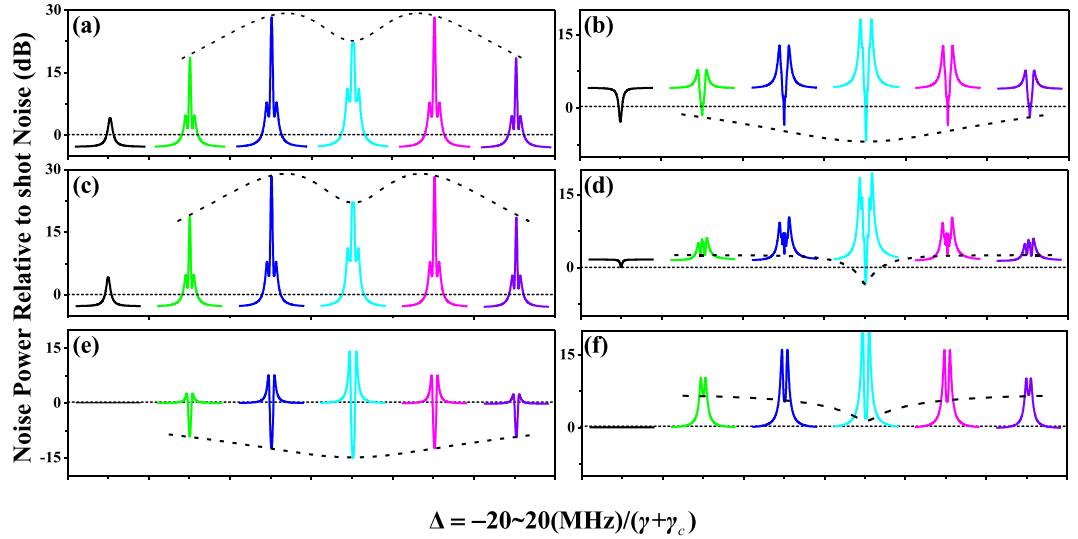 Noise Power Relative to shot Noise (dB)
(a)
30
15
0
(b)
15
0
(c)
30
15
0
(d)
15
0
(e)
15
0
-15
(f)
15
0
Δ = −20~20(MHz)/(γ+γc)